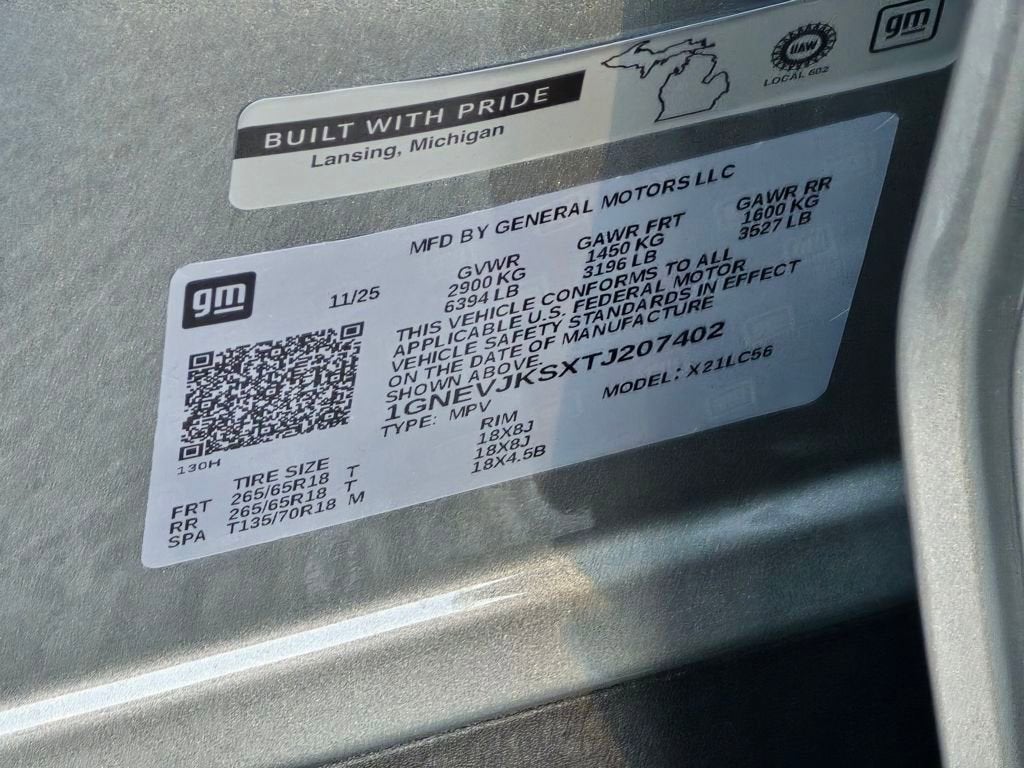 BUILT WITH PRIDE
Lansing, Michigan
UAW
LOCAL 602
gm
MFD BY GENERAL MOTORS LLC
gm
11/25
GVWR GAWR FRT GAWR RR
2900 KG 1450 KG 1600 KG
6394 LB 3196 LB 3527 LB
THIS VEHICLE CONFORMS TO ALL
APPLICABLE U.S. FEDERAL MOTOR
VEHICLE SAFETY STANDARDS IN EFFECT
ON THE DATE OF MANUFACTURE
SHOWN ABOVE.
1GNEVJKSXTJ207402
TYPE: MPV MODEL: X21LC56
130H
TIRE SIZE RIM
FRT 265/65R18 T 18X8J
RR 265/65R18 T 18X8J
SPA T135/70R18 M 18X4.5B